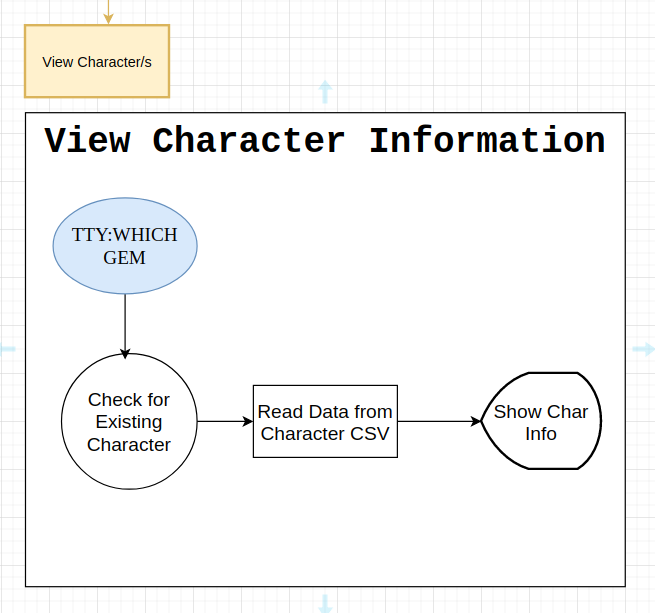 View Character/s
View Character Information
TTY:WHICH
GEM
Check for
Existing
Character
Read Data from
Character CSV
Show Char
Info